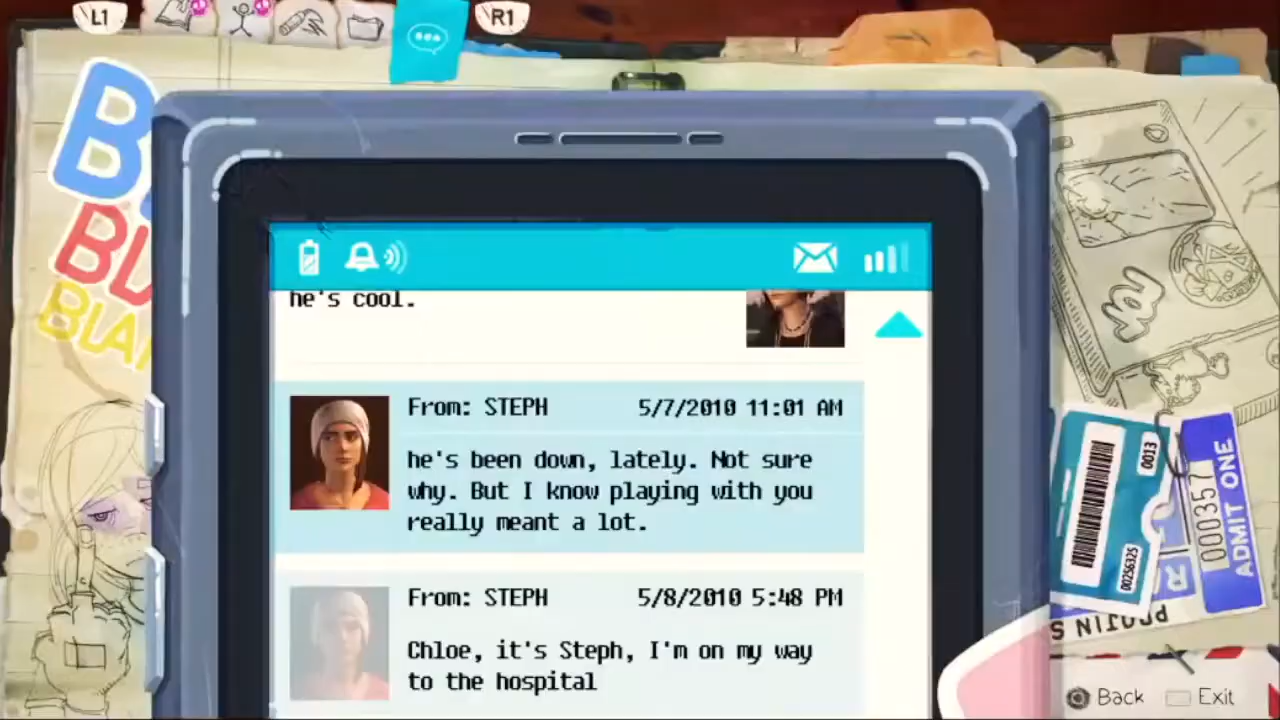 L1
R1
he's cool.
From: STEPH 5/7/2010 11:01 AM
he's been down, lately. Not sure
why. But I know playing with you
really meant a lot.
From: STEPH 5/8/2010 5:48 PM
Chloe, it's Steph, I'm on my way
to the hospital
0013
00256325
000357
ADMIT ONE
Back
Exit